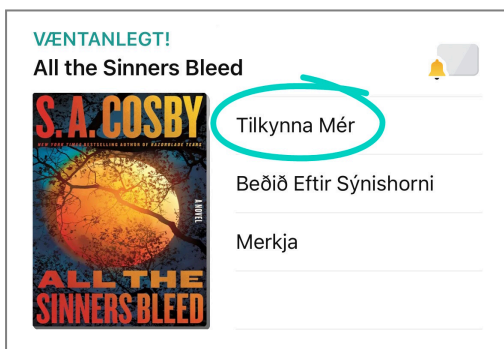 VÆNTANLEGT!
All the Sinners Bleed
S. A. COSBY
NEW YORK TIMES BESTSELLING AUTHOR OF RAZORBLADE TEARS
A NOVEL
ALL THE
SINNERS BLEED
Tilkynna Mér
Beðið Eftir Sýnishorni
Merkja